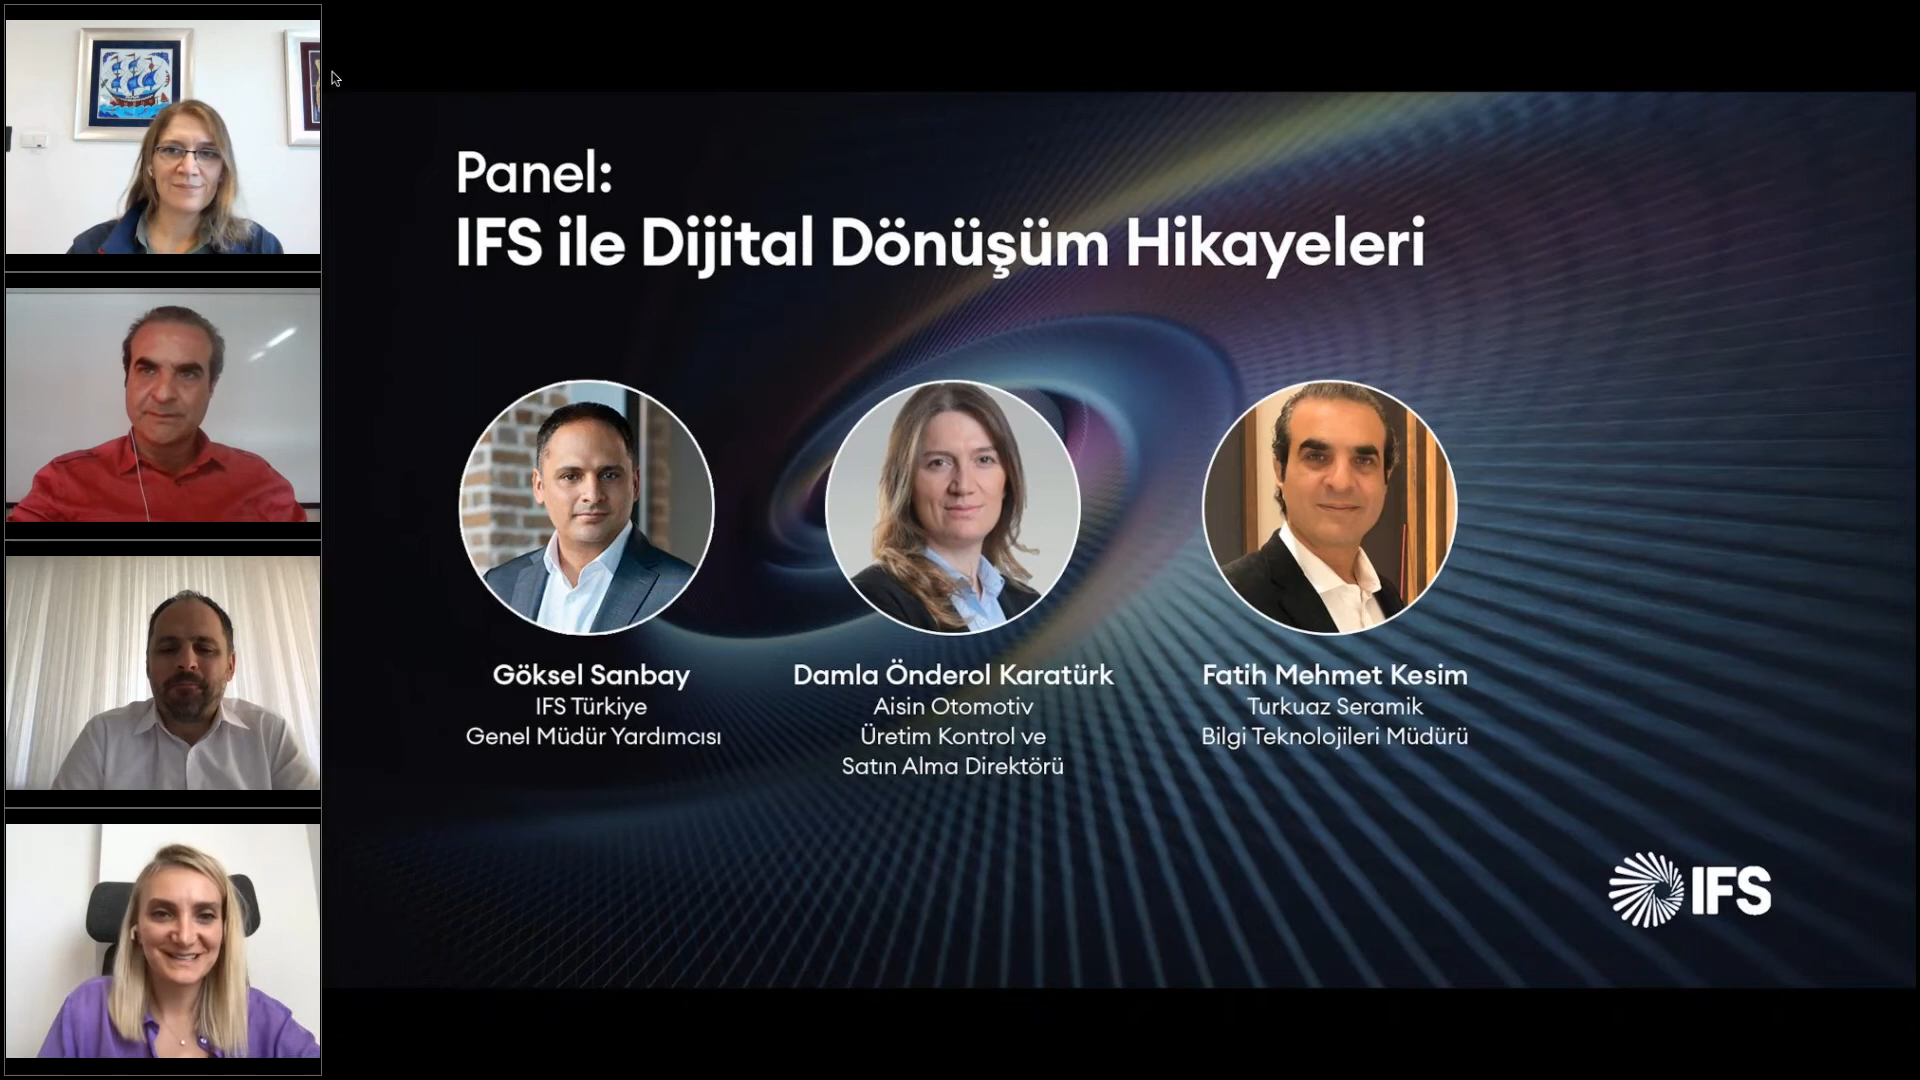 Panel:
IFS ile Dijital Dönüşüm Hikayeleri
Göksel Sanbay
IFS Türkiye
Genel Müdür Yardımcısı
Damla Önderol Karatürk
Aisin Otomotiv
Üretim Kontrol ve
Satın Alma Direktörü
Fatih Mehmet Kesim
Turkuaz Seramik
Bilgi Teknolojileri Müdürü
IFS